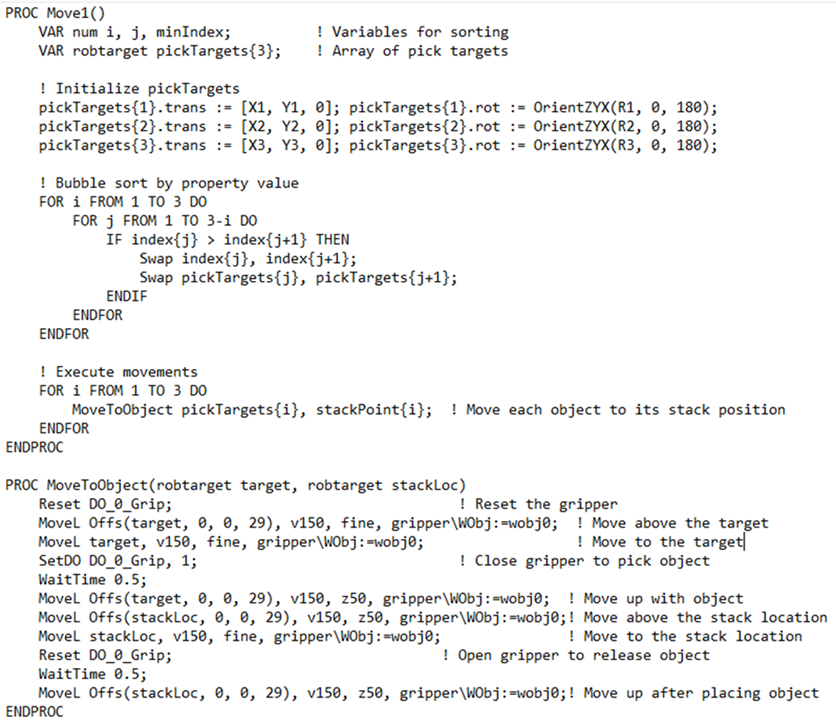 PROC Move1()
VAR num i, j, minIndex; ! Variables for sorting
VAR robtarget pickTargets{3}; ! Array of pick targets
! Initialize pickTargets
pickTargets{1}.trans := [X1, Y1, 0]; pickTargets{1}.rot := OrientZYX(R1, 0, 180);
pickTargets{2}.trans := [X2, Y2, 0]; pickTargets{2}.rot := OrientZYX(R2, 0, 180);
pickTargets{3}.trans := [X3, Y3, 0]; pickTargets{3}.rot := OrientZYX(R3, 0, 180);
! Bubble sort by property value
FOR i FROM 1 TO 3 DO
FOR j FROM 1 TO 3-i DO
IF index{j} > index{j+1} THEN
Swap index{j}, index{j+1};
Swap pickTargets{j}, pickTargets{j+1};
ENDIF
ENDFOR
ENDFOR
! Execute movements
FOR i FROM 1 TO 3 DO
MoveToObject pickTargets{i}, stackPoint{i}; ! Move each object to its stack position
ENDFOR
ENDPROC
PROC MoveToObject(robtarget target, robtarget stackLoc)
Reset DO_0_Grip; ! Reset the gripper
MoveL Offs(target, 0, 0, 29), v150, fine, gripper\WObj:=wobj0; ! Move above the target
MoveL target, v150, fine, gripper\WObj:=wobj0; ! Move to the target
SetDO DO_0_Grip, 1; ! Close gripper to pick object
WaitTime 0.5;
MoveL Offs(target, 0, 0, 29), v150, z50, gripper\WObj:=wobj0; ! Move up with object
MoveL Offs(stackLoc, 0, 0, 29), v150, z50, gripper\WObj:=wobj0;! Move above the stack location
MoveL stackLoc, v150, fine, gripper\WObj:=wobj0; ! Move to the stack location
Reset DO_0_Grip; ! Open gripper to release object
WaitTime 0.5;
MoveL Offs(stackLoc, 0, 0, 29), v150, z50, gripper\WObj:=wobj0;! Move up after placing object
ENDPROC